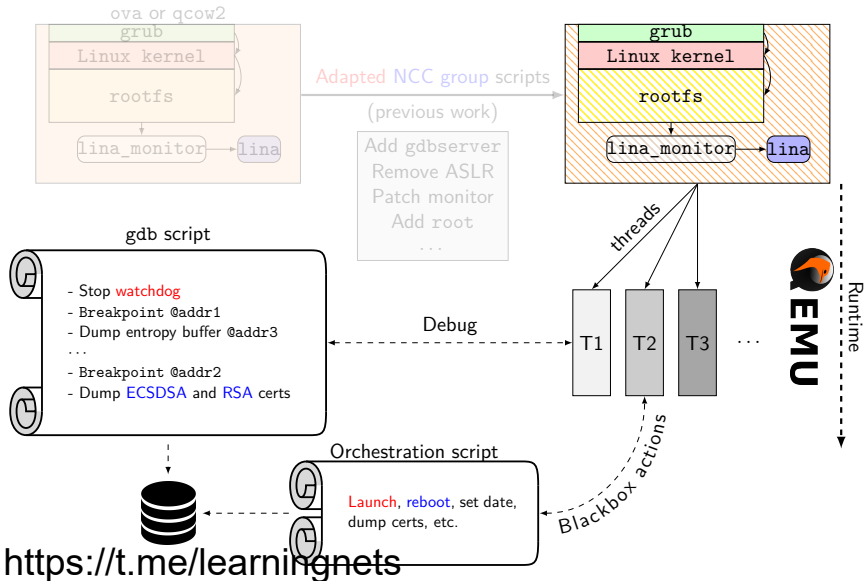 ova or qcow2
grub
Linux kernel
rootfs
lina_monitor
lina
Adapted NCC group scripts
(previous work)
Add gdbserver
Remove ASLR
Patch monitor
Add root
...
grub
Linux kernel
rootfs
lina_monitor
lina
threads
gdb script
- Stop watchdog
- Breakpoint @addr1
- Dump entropy buffer @addr3
...
- Breakpoint @addr2
- Dump ECSDSA and RSA certs
Debug
T1
T2
T3
...
QEMU
Runtime
Blackbox actions
Orchestration script
Launch, reboot, set date,
dump certs, etc.
https://t.me/learningnets